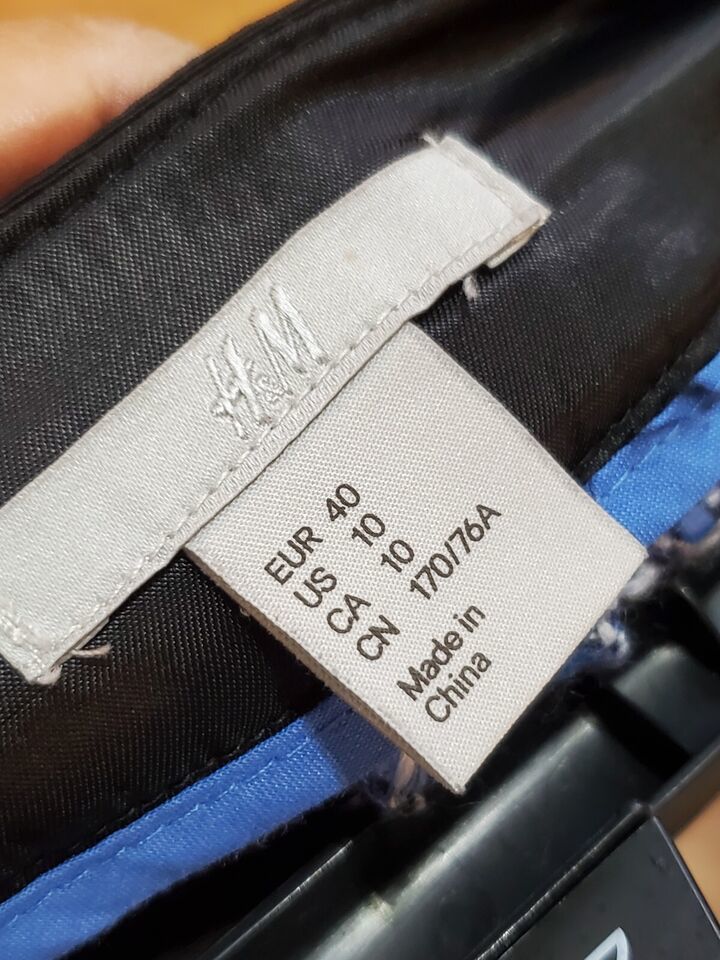 H&M
EUR 40
US 10
CA 10
CN 170/76A
Made in
China